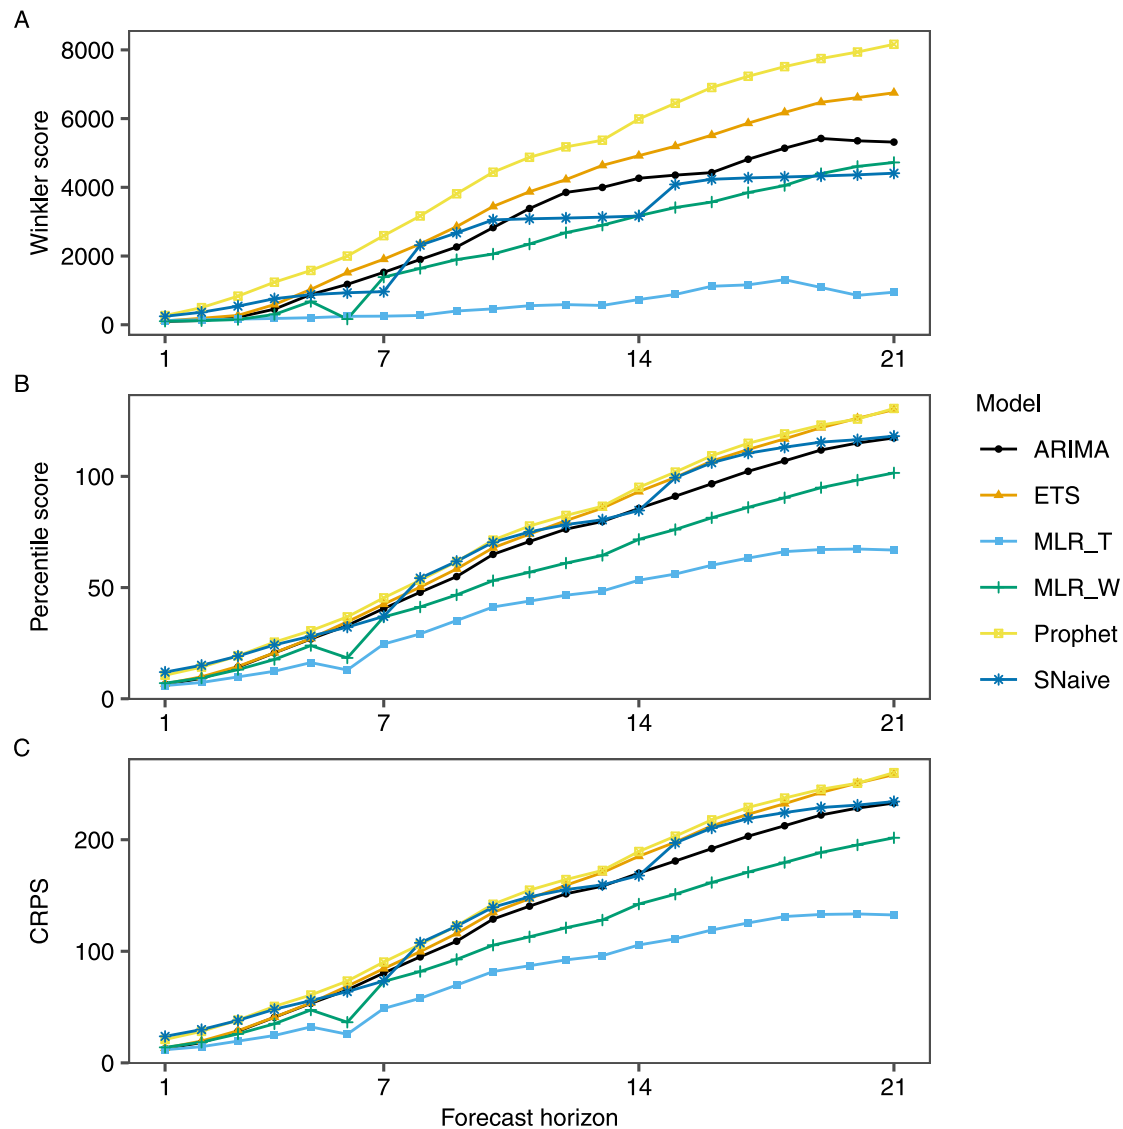 A
Winkler score
8000
6000
4000
2000
0
1 7 14 21
B
Percentile score
100
50
0
1 7 14 21
Model
ARIMA
ETS
MLR_T
MLR_W
Prophet
SNaive
C
CRPS
200
100
0
1 7 14 21
Forecast horizon